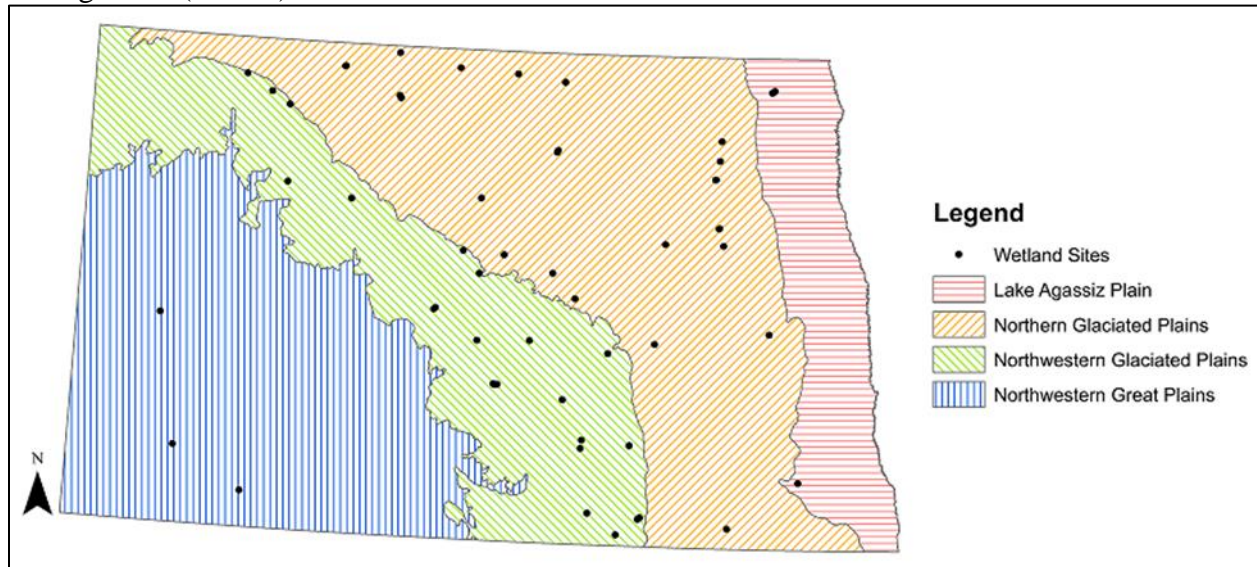 Legend
Wetland Sites
Lake Agassiz Plain
Northern Glaciated Plains
Northwestern Glaciated Plains
Northwestern Great Plains
N